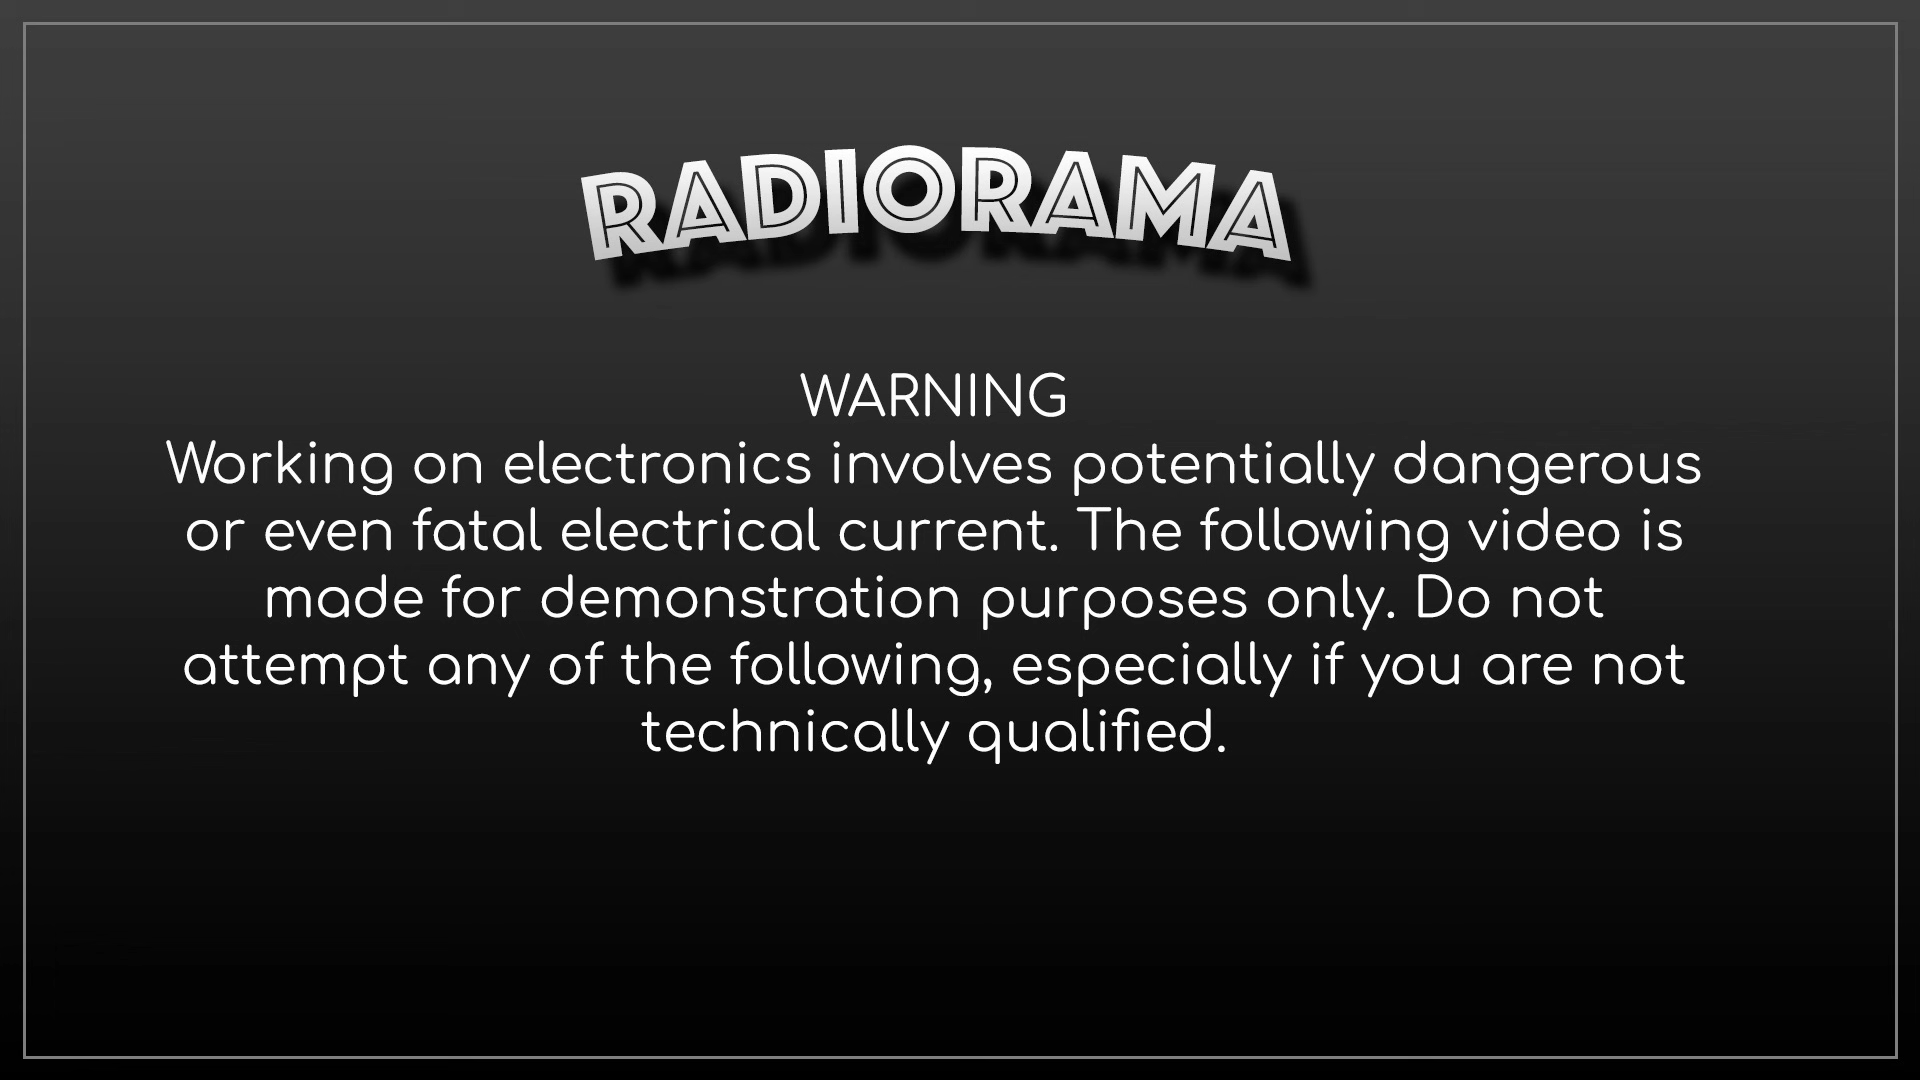 RADIORAMA
WARNING
Working on electronics involves potentially dangerous
or even fatal electrical current. The following video is
made for demonstration purposes only. Do not
attempt any of the following, especially if you are not
technically qualified.